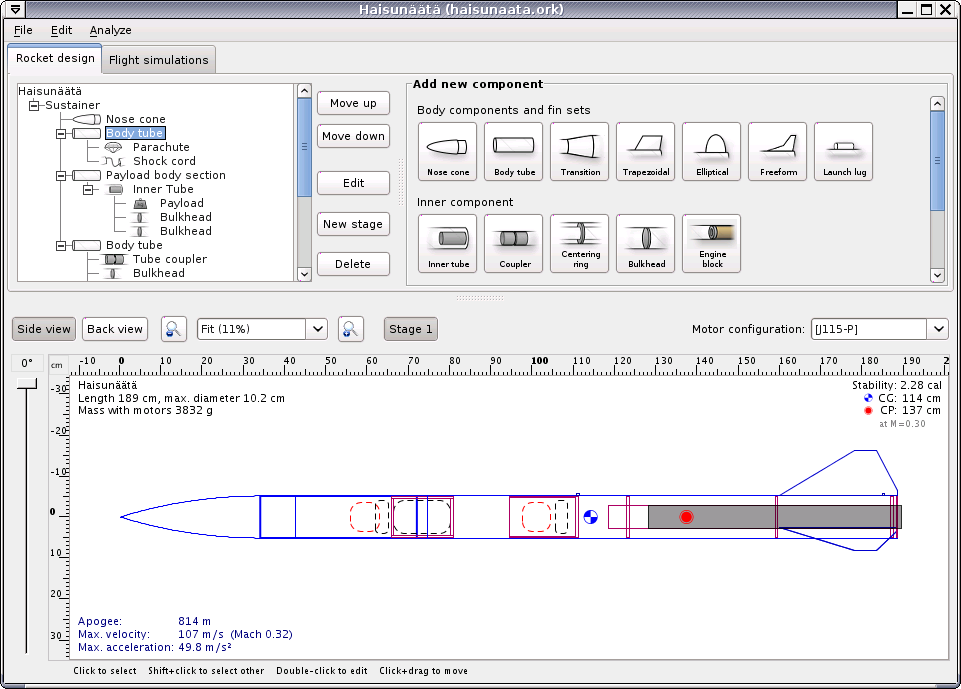 Haisunäätä (haisunaata.ork)
File Edit Analyze
Rocket design Flight simulations
Haisunäätä
Sustainer
Nose cone
Body tube
Parachute
Shock cord
Payload body section
Inner Tube
Payload
Bulkhead
Bulkhead
Body tube
Tube coupler
Bulkhead
Move up
Move down
Edit
New stage
Delete
Add new component
Body components and fin sets
Nose cone Body tube Transition Trapezoidal Elliptical Freeform Launch lug
Inner component
Inner tube Coupler Centering ring Bulkhead Engine block
Side view Back view Fit (11%) Stage 1 Motor configuration: [J115-P]
0° cm -10 0 10 20 30 40 50 60 70 80 90 100 110 120 130 140 150 160 170 180 190 2
-30
-20
-10
0
10
20
30
Haisunäätä
Length 189 cm, max. diameter 10.2 cm
Mass with motors 3832 g
Stability: 2.28 cal
CG: 114 cm
CP: 137 cm
at M=0.30
Apogee: 814 m
Max. velocity: 107 m/s (Mach 0.32)
Max. acceleration: 49.8 m/s²
Click to select Shift+click to select other Double-click to edit Click+drag to move